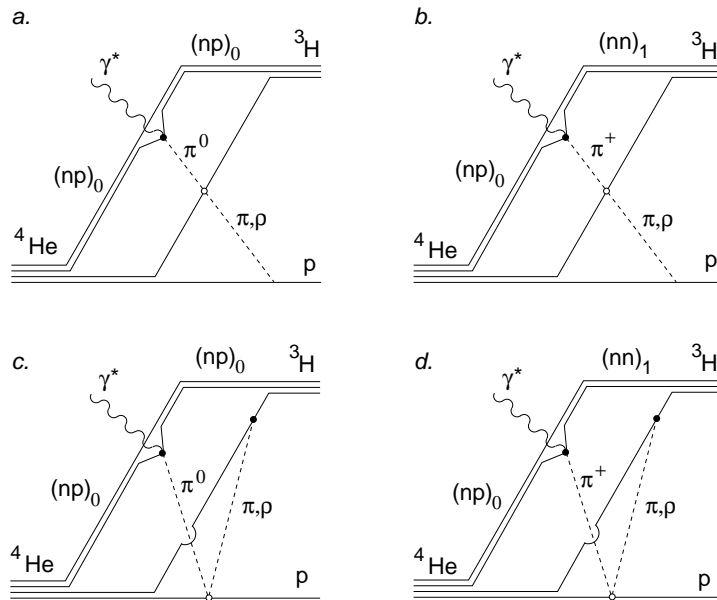 a.
(np)₀
³H
γ*
π⁰
(np)₀
π,ρ
⁴He
p
b.
(nn)₁
³H
γ*
π⁺
(np)₀
π,ρ
⁴He
p
c.
(np)₀
³H
γ*
π⁰
(np)₀
π,ρ
⁴He
p
d.
(nn)₁
³H
γ*
π⁺
(np)₀
π,ρ
⁴He
p